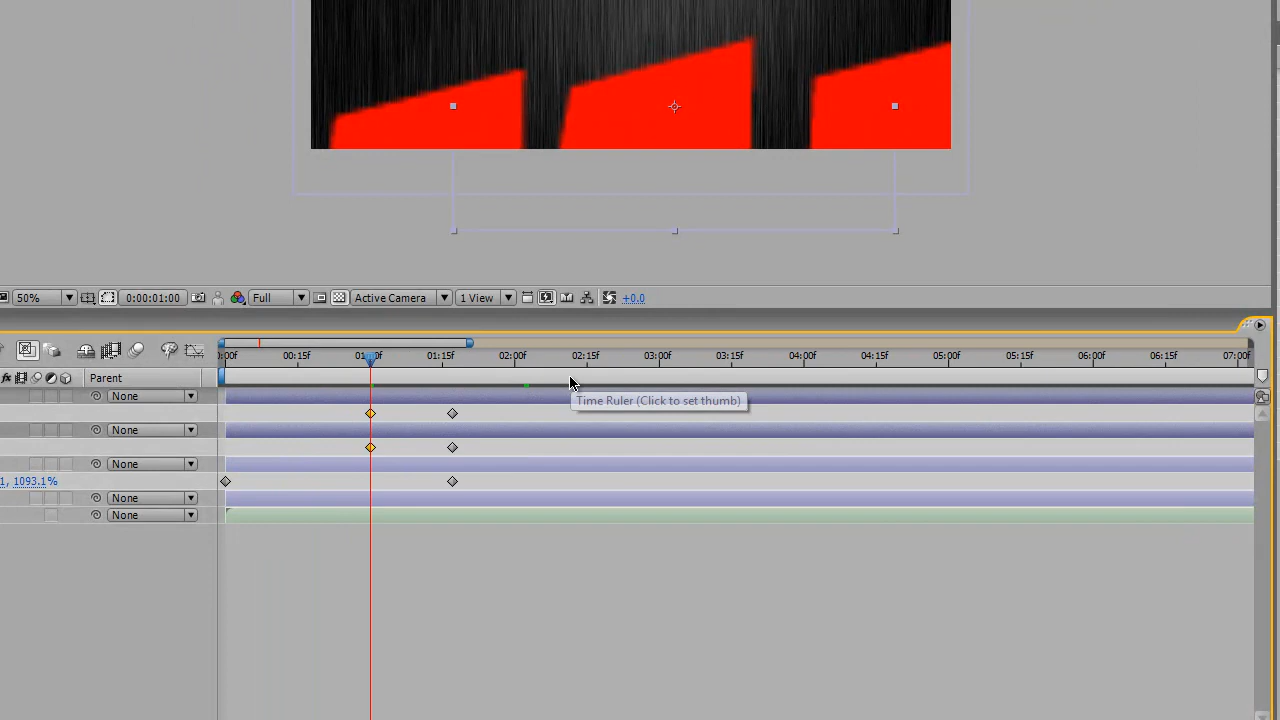 50% 0:00:01:00 Full Active Camera 1 View +0.0
:00f 00:15f 01:00f 01:15f 02:00f 02:15f 03:00f 03:15f 04:00f 04:15f 05:00f 05:15f 06:00f 06:15f 07:00f
Parent
None
Time Ruler (Click to set thumb)
None
None
1, 1093.1%
None
None